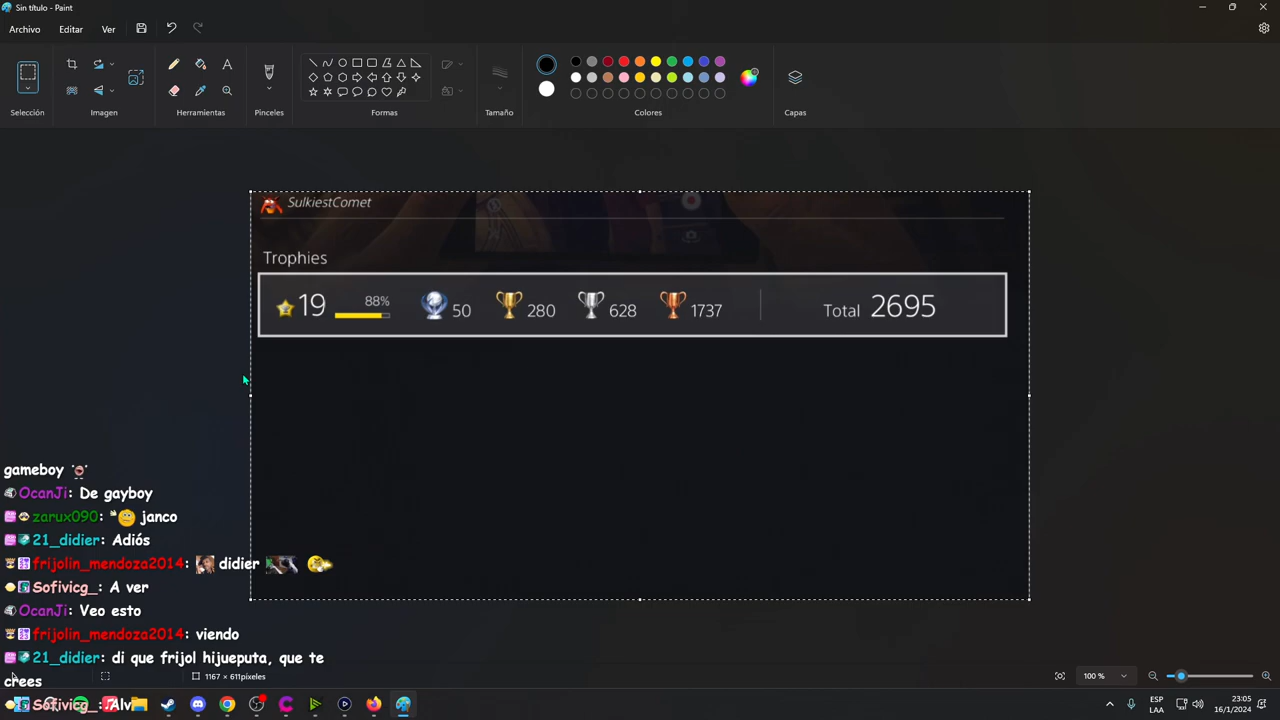 Sin título - Paint
Archivo Editar Ver
Selección
Imagen
Herramientas
Pinceles
Formas
Tamaño
Colores
Capas
SulkiestComet
Trophies
19 88% 50 280 628 1737 Total 2695
gameboy
OcanJi: De gayboy
zarux090: janco
21_didier: Adiós
frijolin_mendoza2014: didier
Sofivicg_: A ver
OcanJi: Veo esto
frijolin_mendoza2014: viendo
21_didier: di que frijol hijueputa, que te
crees
Sofivicg_: Alv
1167 × 611píxeles
100 %
ESP
LAA
23:05
16/1/2024